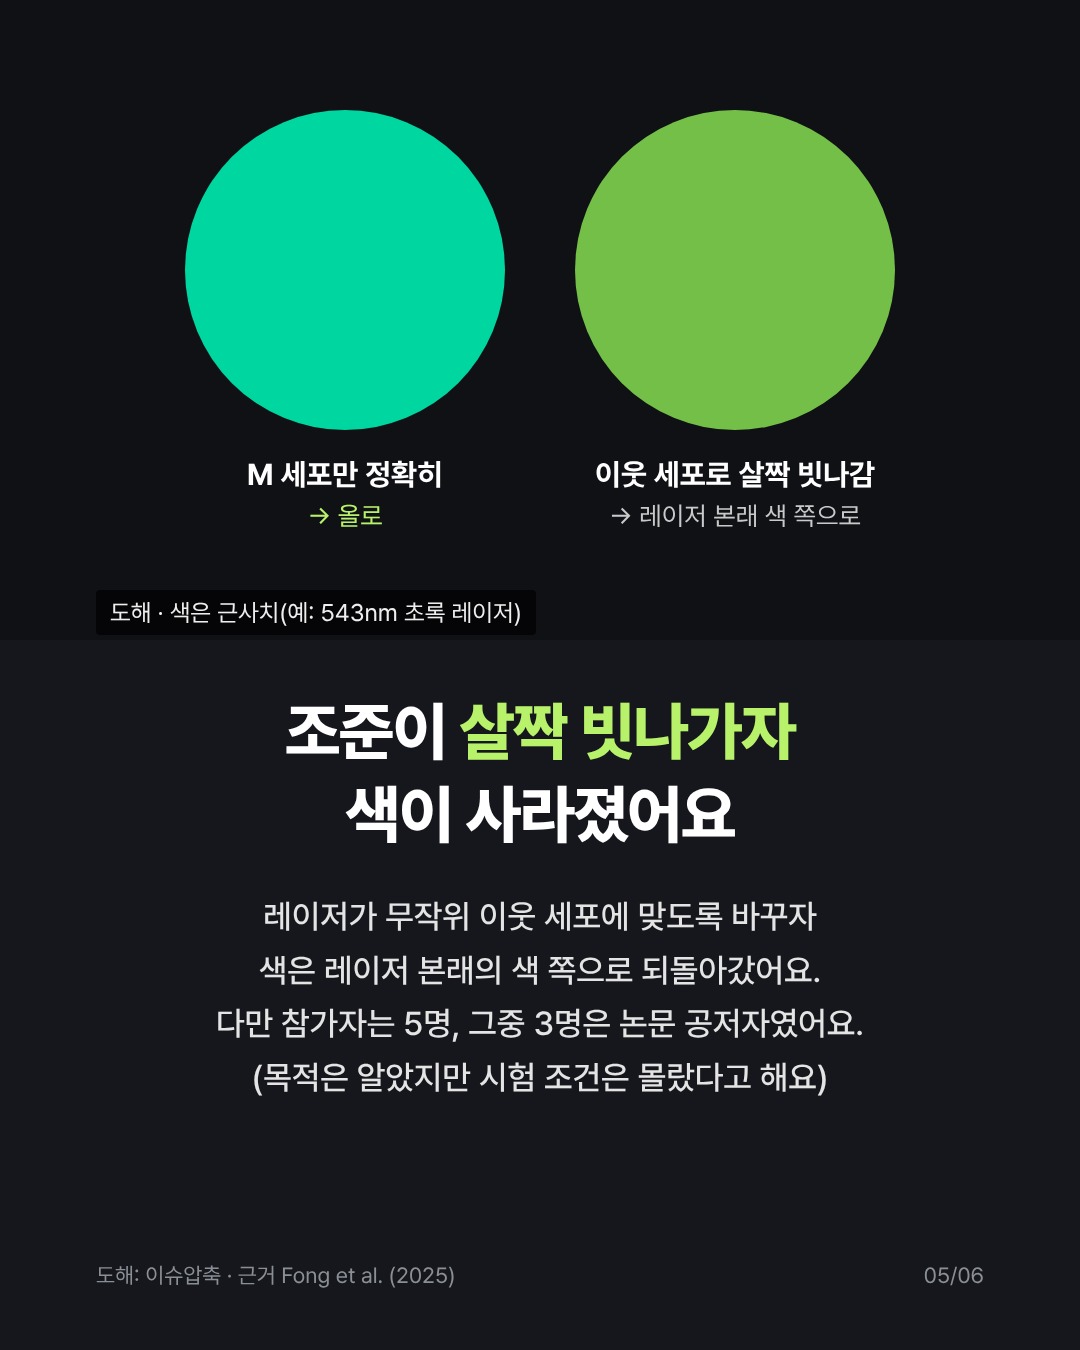 M 세포만 정확히
→ 올로
이웃 세포로 살짝 빗나감
→ 레이저 본래 색 쪽으로
도해 · 색은 근사치(예: 543nm 초록 레이저)
조준이 살짝 빗나가자
색이 사라졌어요
레이저가 무작위 이웃 세포에 맞도록 바꾸자
색은 레이저 본래의 색 쪽으로 되돌아갔어요.
다만 참가자는 5명, 그중 3명은 논문 공저자였어요.
(목적은 알았지만 시험 조건은 몰랐다고 해요)
도해: 이슈압축 · 근거 Fong et al. (2025)
05/06